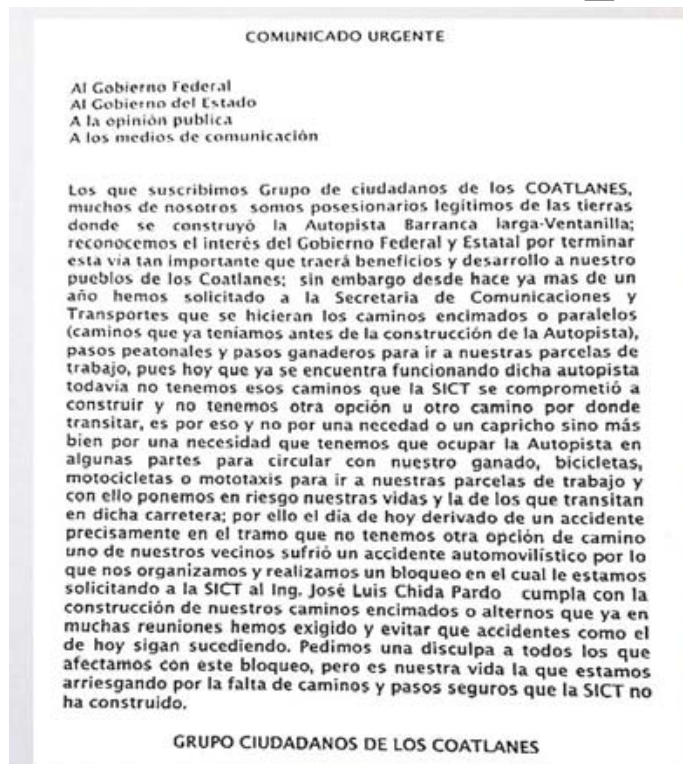 COMUNICADO URGENTE
Al Gobierno Federal
Al Gobierno del Estado
A la opinión publica
A los medios de comunicación
Los que suscribimos Grupo de ciudadanos de los COATLANES,
muchos de nosotros somos posesionarios legítimos de las tierras
donde se construyó la Autopista Barranca larga-Ventanilla;
reconocemos el interés del Gobierno Federal y Estatal por terminar
esta vía tan importante que traerá beneficios y desarrollo a nuestro
pueblos de los Coatlanes; sin embargo desde hace ya mas de un
año hemos solicitado a la Secretaria de Comunicaciones y
Transportes que se hicieran los caminos encimados o paralelos
(caminos que ya teníamos antes de la construcción de la Autopista),
pasos peatonales y pasos ganaderos para ir a nuestras parcelas de
trabajo, pues hoy que ya se encuentra funcionando dicha autopista
todavía no tenemos esos caminos que la SICT se comprometió a
construir y no tenemos otra opción u otro camino por donde
transitar, es por eso y no por una necedad o un capricho sino más
bien por una necesidad que tenemos que ocupar la Autopista en
algunas partes para circular con nuestro ganado, bicicletas,
motocicletas o mototaxis para ir a nuestras parcelas de trabajo y
con ello ponemos en riesgo nuestras vidas y la de los que transitan
en dicha carretera; por ello el día de hoy derivado de un accidente
precisamente en el tramo que no tenemos otra opción de camino
uno de nuestros vecinos sufrió un accidente automovilístico por lo
que nos organizamos y realizamos un bloqueo en el cual le estamos
solicitando a la SICT al Ing. José Luis Chida Pardo cumpla con la
construcción de nuestros caminos encimados o alternos que ya en
muchas reuniones hemos exigido y evitar que accidentes como el
de hoy sigan sucediendo. Pedimos una disculpa a todos los que
afectamos con este bloqueo, pero es nuestra vida la que estamos
arriesgando por la falta de caminos y pasos seguros que la SICT no
ha construido.
GRUPO CIUDADANOS DE LOS COATLANES